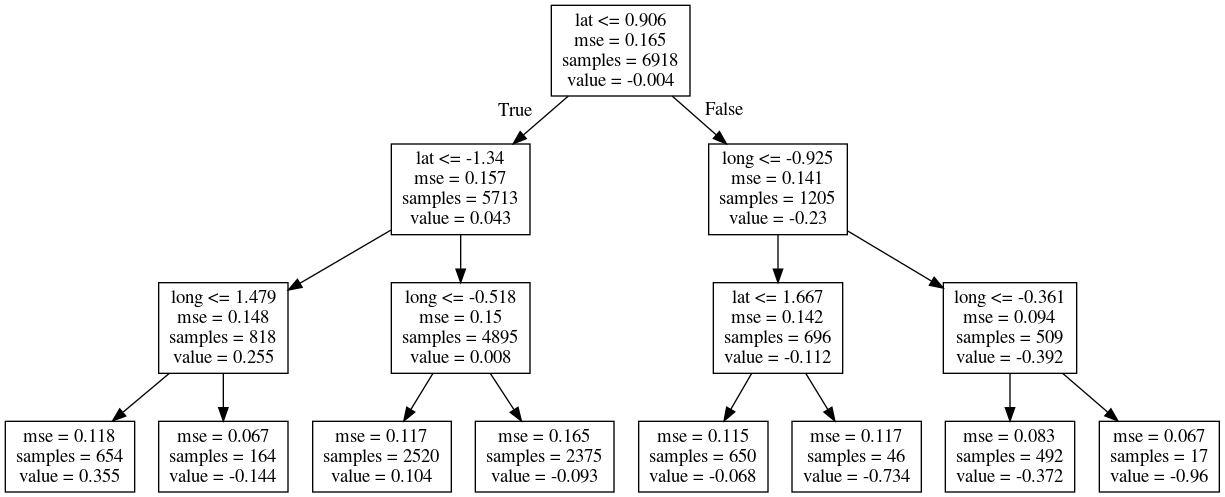 lat <= 0.906
mse = 0.165
samples = 6918
value = -0.004
True
False
lat <= -1.34
mse = 0.157
samples = 5713
value = 0.043
long <= -0.925
mse = 0.141
samples = 1205
value = -0.23
long <= 1.479
mse = 0.148
samples = 818
value = 0.255
long <= -0.518
mse = 0.15
samples = 4895
value = 0.008
lat <= 1.667
mse = 0.142
samples = 696
value = -0.112
long <= -0.361
mse = 0.094
samples = 509
value = -0.392
mse = 0.118
samples = 654
value = 0.355
mse = 0.067
samples = 164
value = -0.144
mse = 0.117
samples = 2520
value = 0.104
mse = 0.165
samples = 2375
value = -0.093
mse = 0.115
samples = 650
value = -0.068
mse = 0.117
samples = 46
value = -0.734
mse = 0.083
samples = 492
value = -0.372
mse = 0.067
samples = 17
value = -0.96